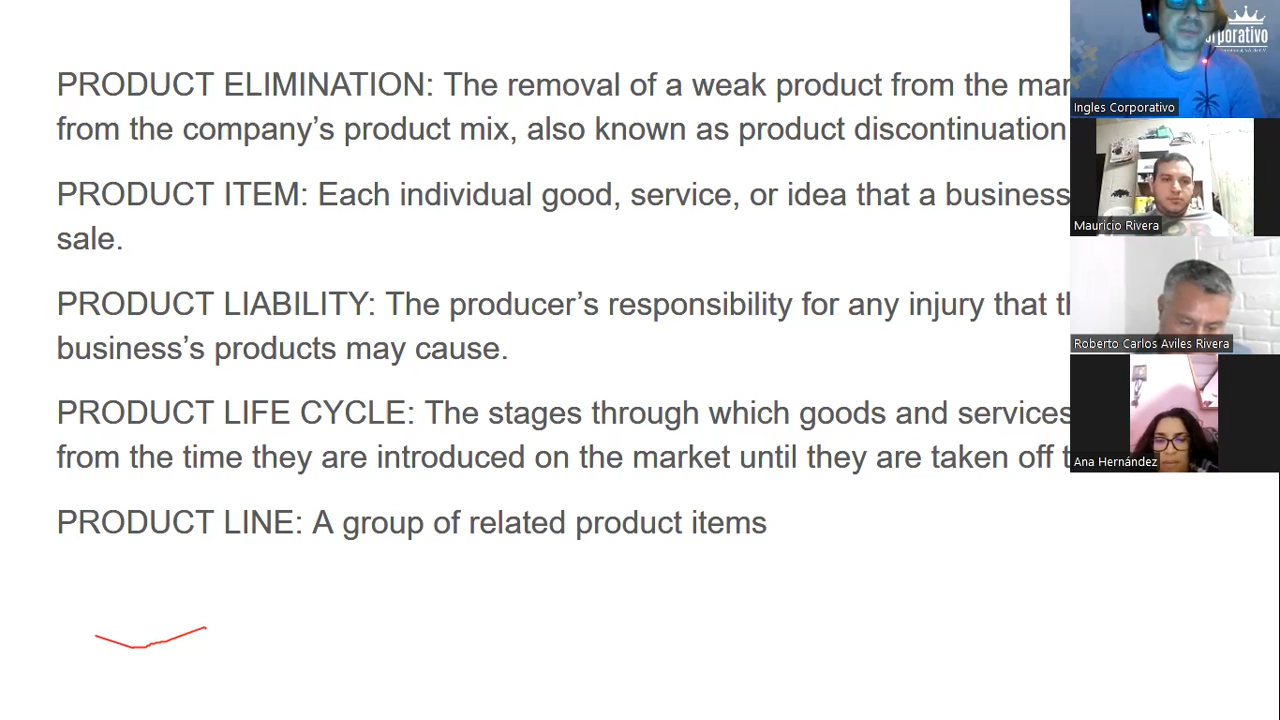 PRODUCT ELIMINATION: The removal of a weak product from the
from the company's product mix, also known as product discontinuation
PRODUCT ITEM: Each individual good, service, or idea that a business
sale.
PRODUCT LIABILITY: The producer's responsibility for any injury that
business's products may cause.
PRODUCT LIFE CYCLE: The stages through which goods and services
from the time they are introduced on the market until they are taken off
PRODUCT LINE: A group of related product items
Ingles Corporativo
Mauricio Rivera
Roberto Carlos Aviles Rivera
Ana Hernández